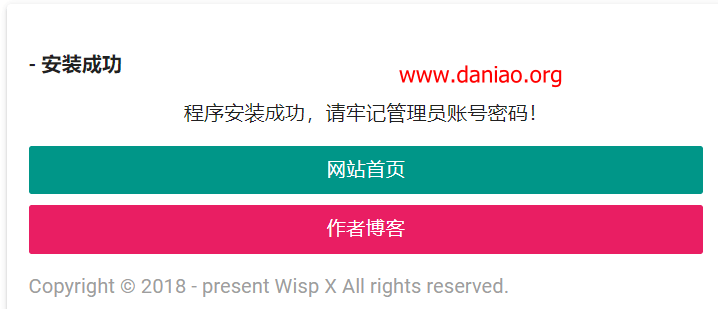 - 安装成功
www.daniao.org
程序安装成功，请牢记管理员账号密码！
网站首页
作者博客
Copyright © 2018 - present Wisp X All rights reserved.